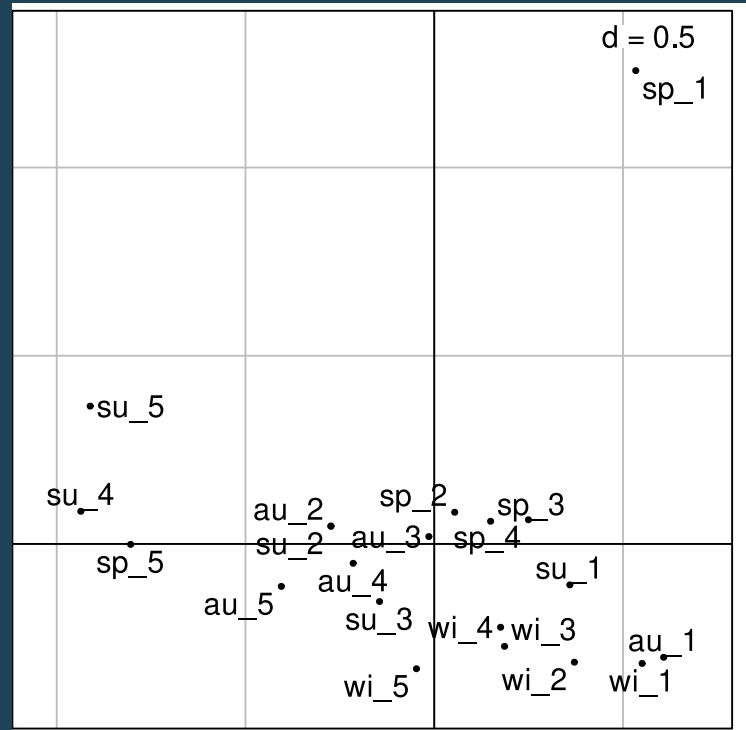 d = 0.5
sp_1
su_5
su_4
sp_2
sp_3
au_2
su_2
au_3
sp_4
sp_5
su_1
au_4
au_5
su_3
wi_4
wi_3
au_1
wi_5
wi_2
wi_1